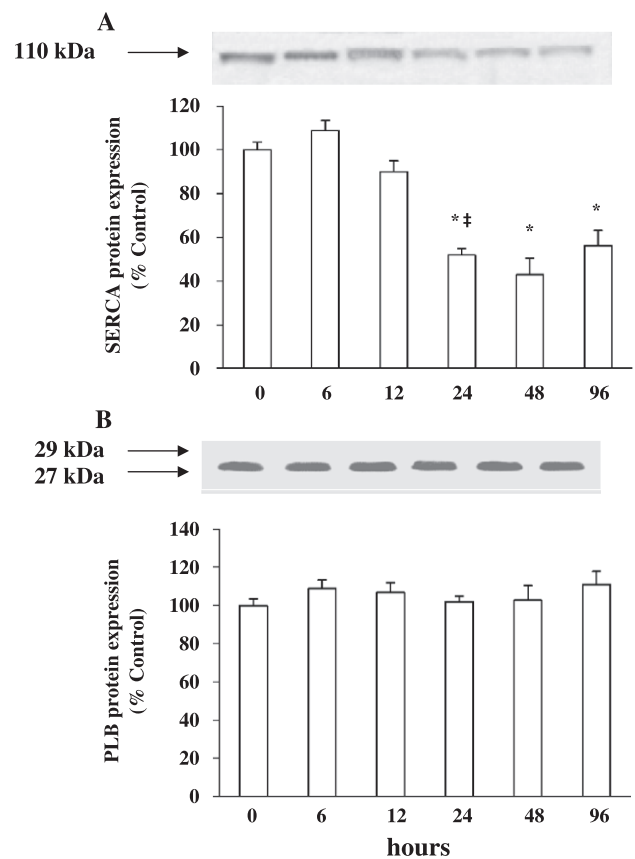 A
110 kDa
120
100
80
60
40
20
0
SERCA protein expression
(% Control)
*‡
*
*
0 6 12 24 48 96
B
29 kDa
27 kDa
140
120
100
80
60
40
20
0
PLB protein expression
(% Control)
0 6 12 24 48 96
hours